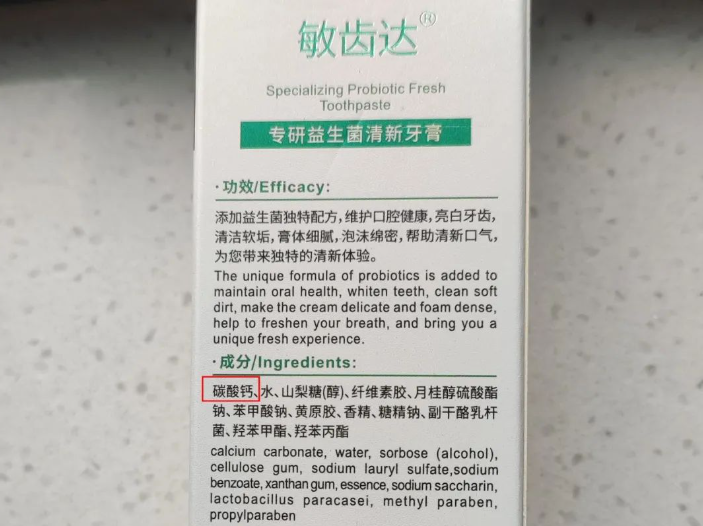 敏齿达®
Specializing Probiotic Fresh
Toothpaste
专研益生菌清新牙膏
·功效/Efficacy:
添加益生菌独特配方,维护口腔健康,亮白牙齿,
清洁软垢,膏体细腻,泡沫绵密,帮助清新口气,
为您带来独特的清新体验。
The unique formula of probiotics is added to
maintain oral health, whiten teeth, clean soft
dirt, make the cream delicate and foam dense,
help to freshen your breath, and bring you a
unique fresh experience.
·成分/Ingredients:
碳酸钙、水、山梨糖(醇)、纤维素胶、月桂醇硫酸酯
钠、苯甲酸钠、黄原胶、香精、糖精钠、副干酪乳杆
菌、羟苯甲酯、羟苯丙酯
calcium carbonate, water, sorbose (alcohol),
cellulose gum, sodium lauryl sulfate,sodium
benzoate, xanthan gum, essence, sodium saccharin,
lactobacillus paracasei, methyl paraben,
propylparaben